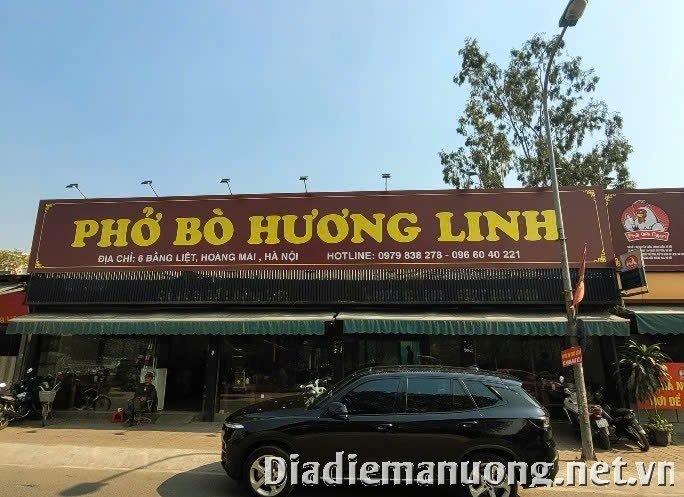 PHỞ BÒ HƯƠNG LINH
ĐỊA CHỈ: 6 BẰNG LIỆT, HOÀNG MAI , HÀ NỘI
HOTLINE: 0979 838 278 - 096 60 40 221
Diadiemanuong.net.vn